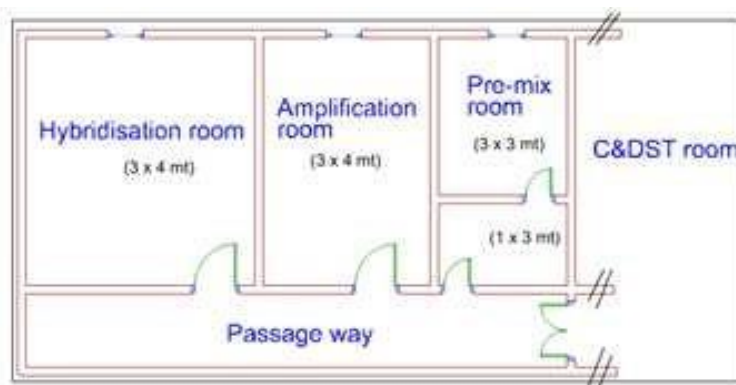 Hybridisation room
(3 x 4 mt)
Amplification
room
(3 x 4 mt)
Pre-mix
room
(3 x 3 mt)
(1 x 3 mt)
C&DST room
Passage way